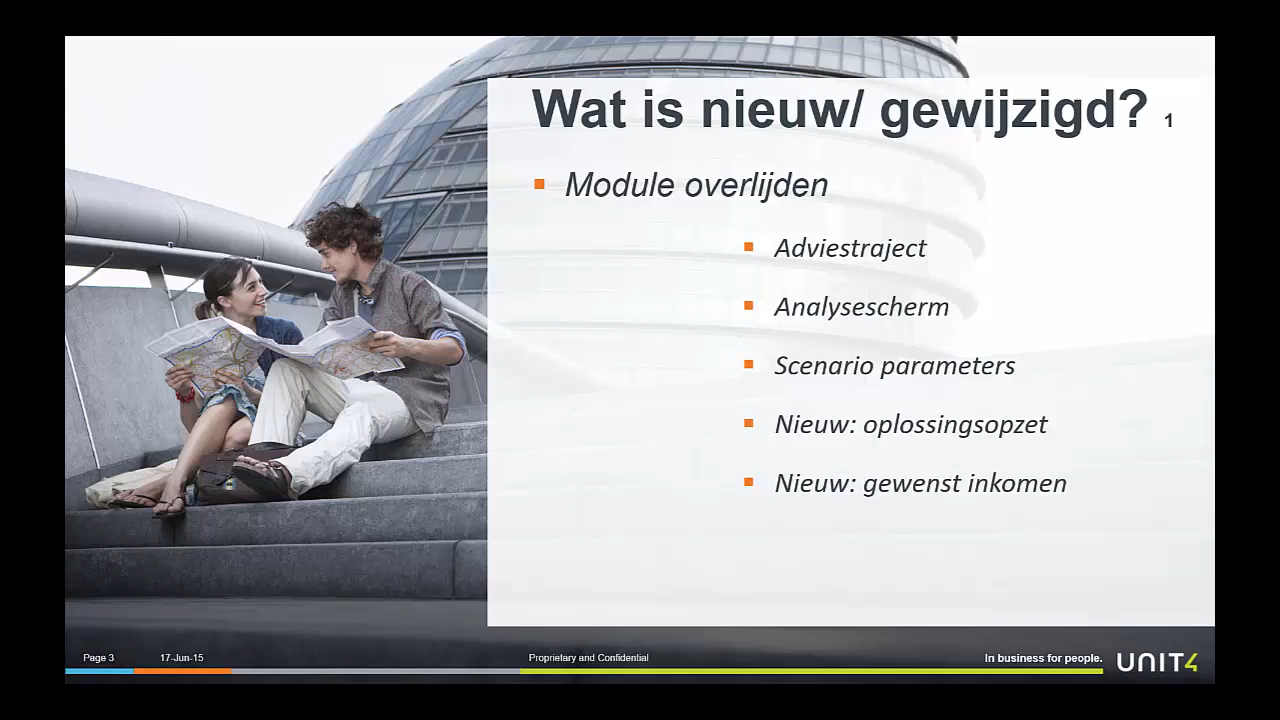 Wat is nieuw/ gewijzigd? 1
Module overlijden
Adviestraject
Analysescherm
Scenario parameters
Nieuw: oplossingsopzet
Nieuw: gewenst inkomen
Page 3 17-Jun-15 Proprietary and Confidential In business for people. UNIT4